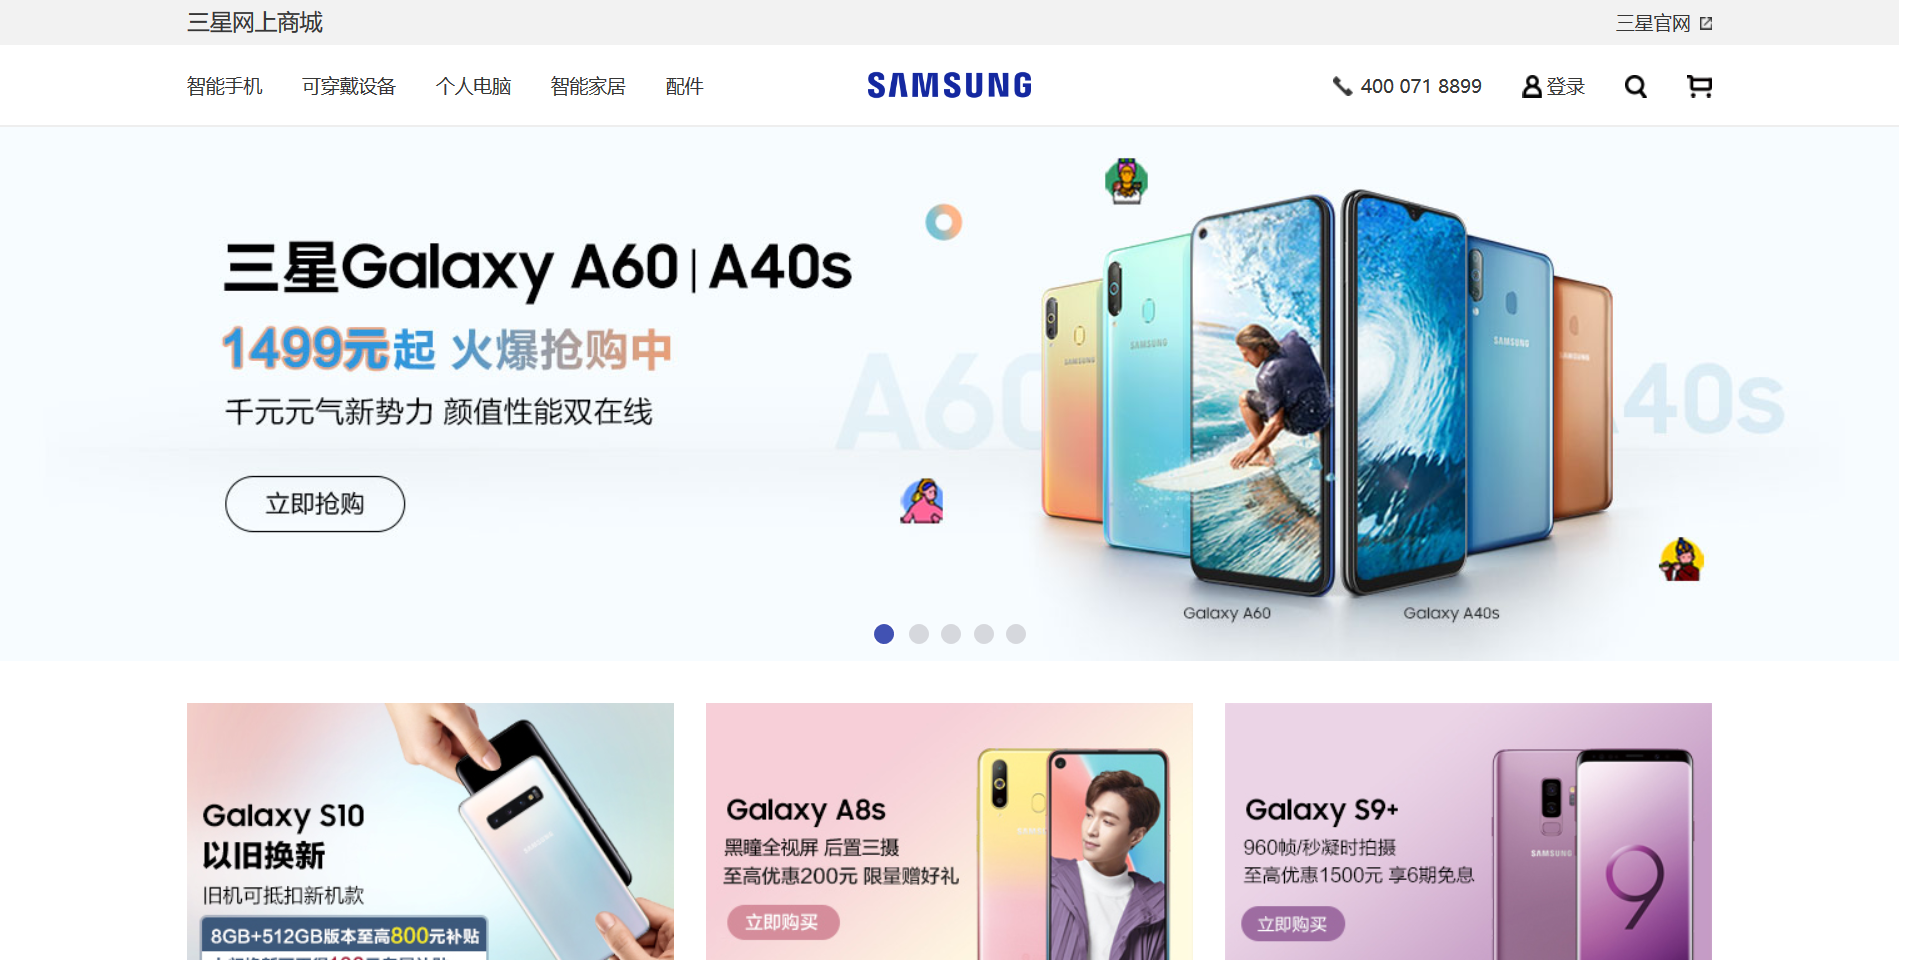 三星网上商城
三星官网
智能手机 可穿戴设备 个人电脑 智能家居 配件
SAMSUNG
400 071 8899 登录
三星Galaxy A60|A40s
1499元起 火爆抢购中
千元元气新势力 颜值性能双在线
立即抢购
A60
A40s
SAMSUNG
SAMSUNG
SAMSUNG
SAMSUNG
Galaxy A60
Galaxy A40s
Galaxy S10
以旧换新
旧机可抵扣新机款
8GB+512GB版本至高800元补贴
SAMSUNG
Galaxy A8s
黑瞳全视屏 后置三摄
至高优惠200元 限量赠好礼
立即购买
Galaxy S9+
960帧/秒凝时拍摄
至高优惠1500元 享6期免息
立即购买
SAMSUNG
9